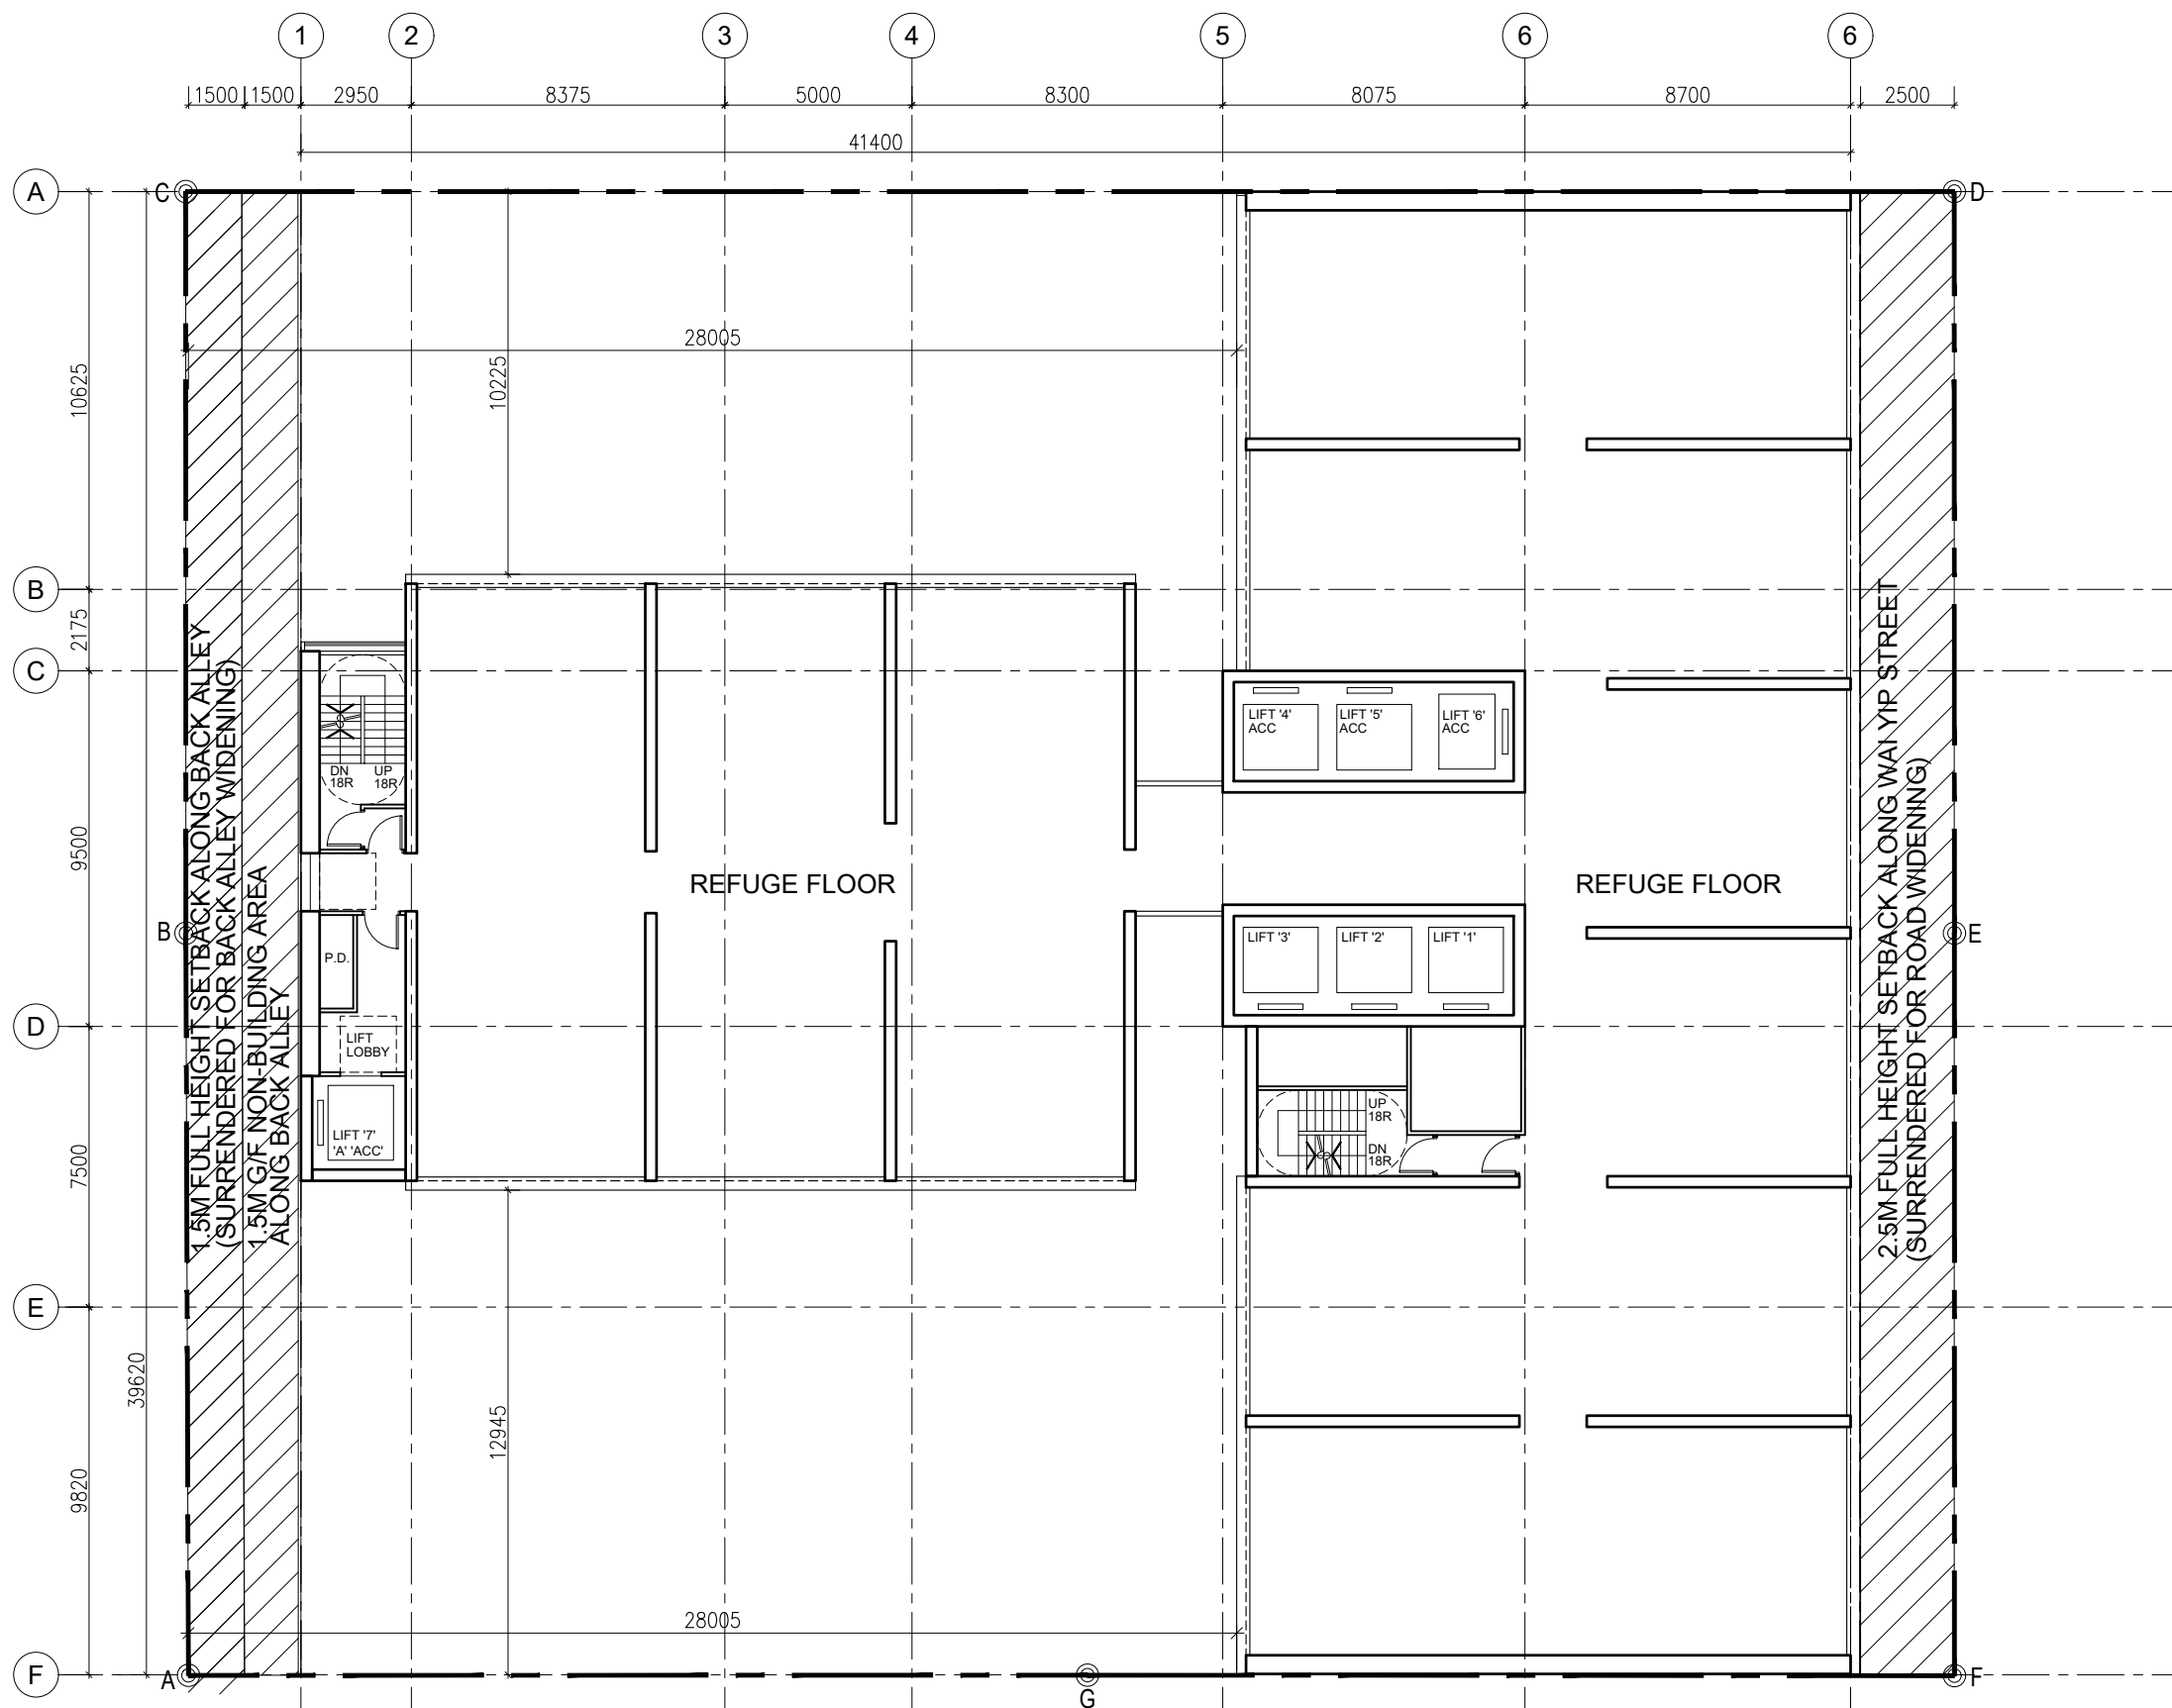 1 2 3 4 5 6 6
1500 1500 2950 8375 5000 8300 8075 8700 2500
41400
A C D
28005
10625
10225
B
2175
C
LIFT '4'
ACC
LIFT '5'
ACC
LIFT '6'
ACC
DN
18R
UP
18R
1.5M FULL HEIGHT SETBACK ALONG BACK ALLEY
(SURRENDERED FOR BACK ALLEY WIDENING)
1.5M G/F NON-BUILDING AREA
ALONG BACK ALLEY
2.5M FULL HEIGHT SETBACK ALONG WAI YIP STREET
(SURRENDERED FOR ROAD WIDENING)
9500
REFUGE FLOOR
REFUGE FLOOR
B E
LIFT '3'
LIFT '2'
LIFT '1'
P.D.
D
LIFT
LOBBY
UP
18R
DN
18R
LIFT '7'
'A' 'ACC'
7500
E
39620
12945
9820
28005
F A G F